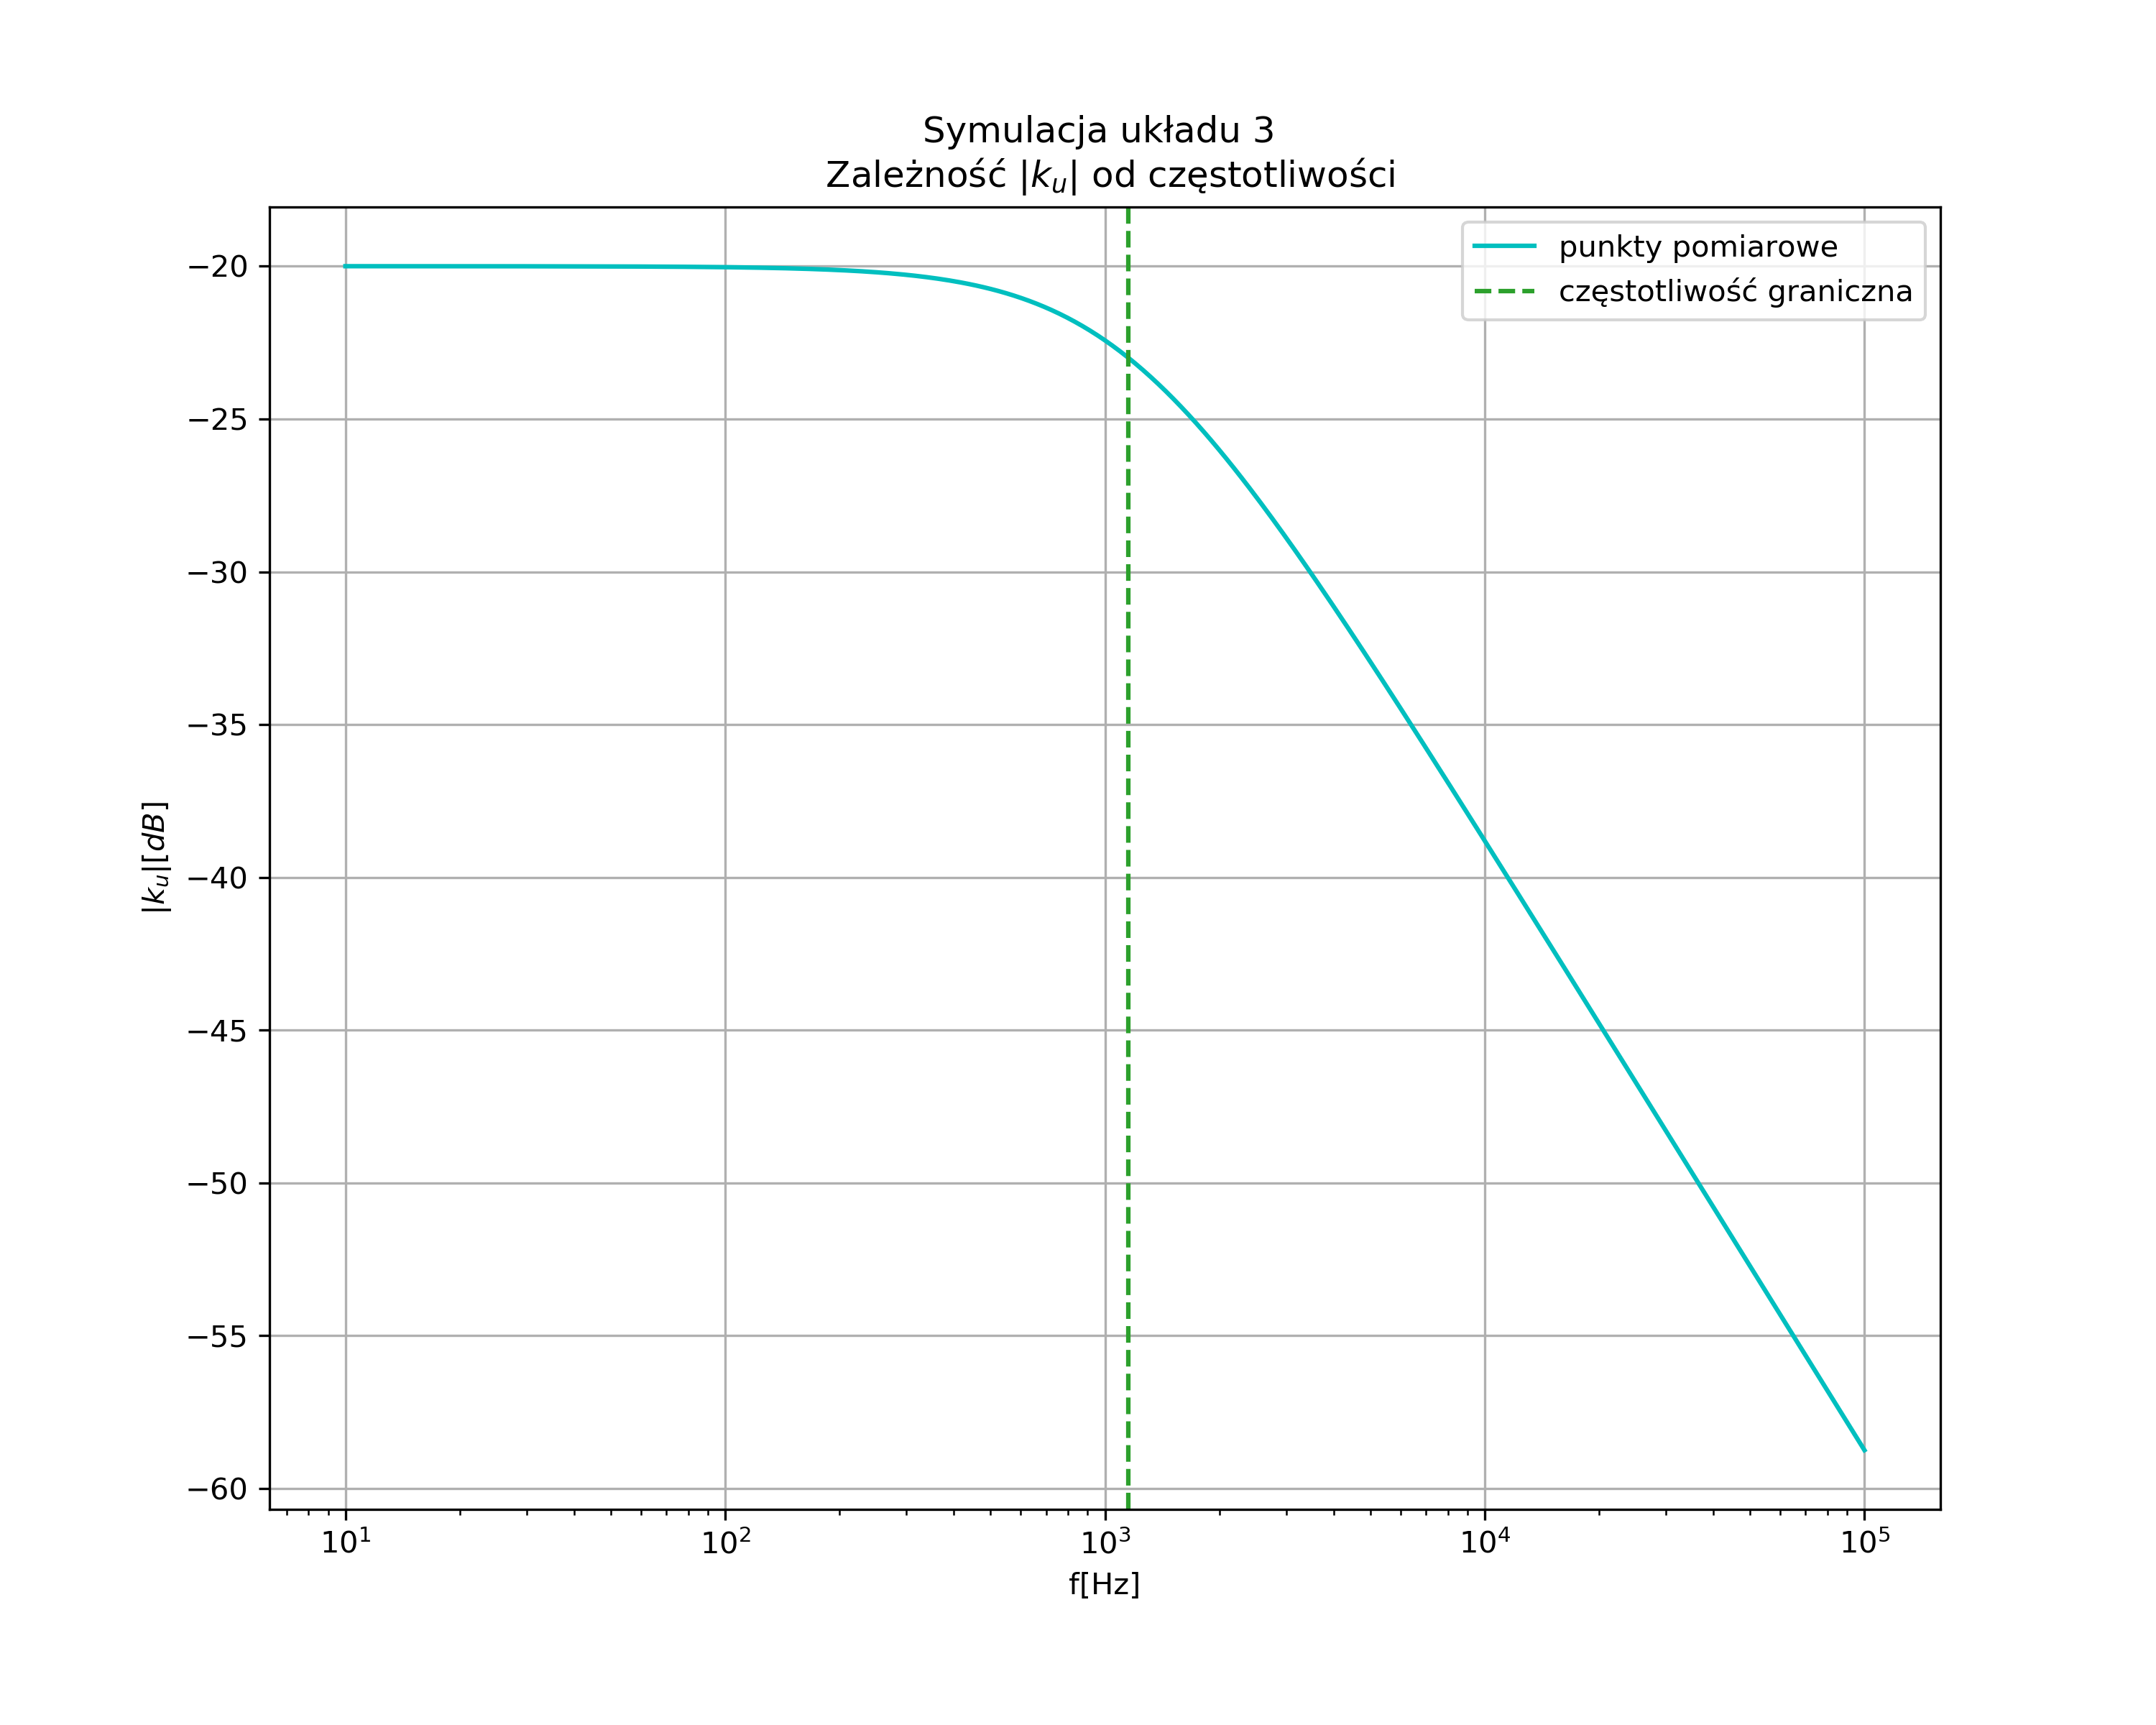 Symulacja układu 3
Zależność |k_u| od częstotliwości
punkty pomiarowe
częstotliwość graniczna
|k_u|[dB]
−20
−25
−30
−35
−40
−45
−50
−55
−60
10^1 10^2 10^3 10^4 10^5
f[Hz]